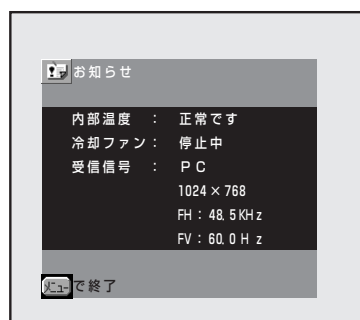 お知らせ
内部温度 : 正常です
冷却ファン : 停止中
受信信号 : PC
1024×768
FH : 48.5KHz
FV : 60.0Hz
メニューで終了